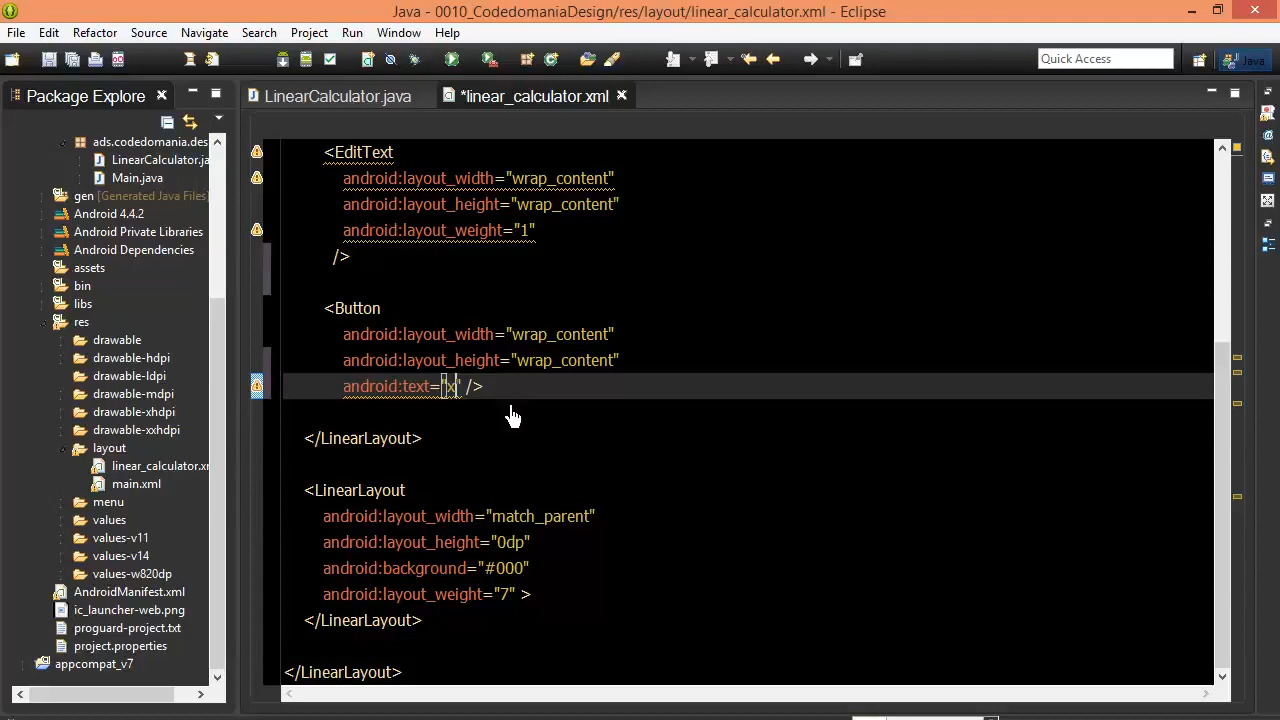 Java - 0010_CodedomaniaDesign/res/layout/linear_calculator.xml - Eclipse
File Edit Refactor Source Navigate Search Project Run Window Help
Quick Access
Java
Package Explore
LinearCalculator.java
*linear_calculator.xml
ads.codedomania.des
LinearCalculator.ja
Main.java
gen [Generated Java Files]
Android 4.4.2
Android Private Libraries
Android Dependencies
assets
bin
libs
res
drawable
drawable-hdpi
drawable-ldpi
drawable-mdpi
drawable-xhdpi
drawable-xxhdpi
layout
linear_calculator.xr
main.xml
menu
values
values-v11
values-v14
values-w820dp
AndroidManifest.xml
ic_launcher-web.png
proguard-project.txt
project.properties
appcompat_v7
<EditText
android:layout_width="wrap_content"
android:layout_height="wrap_content"
android:layout_weight="1"
/>
<Button
android:layout_width="wrap_content"
android:layout_height="wrap_content"
android:text="x" />
</LinearLayout>
<LinearLayout
android:layout_width="match_parent"
android:layout_height="0dp"
android:background="#000"
android:layout_weight="7" >
</LinearLayout>
</LinearLayout>